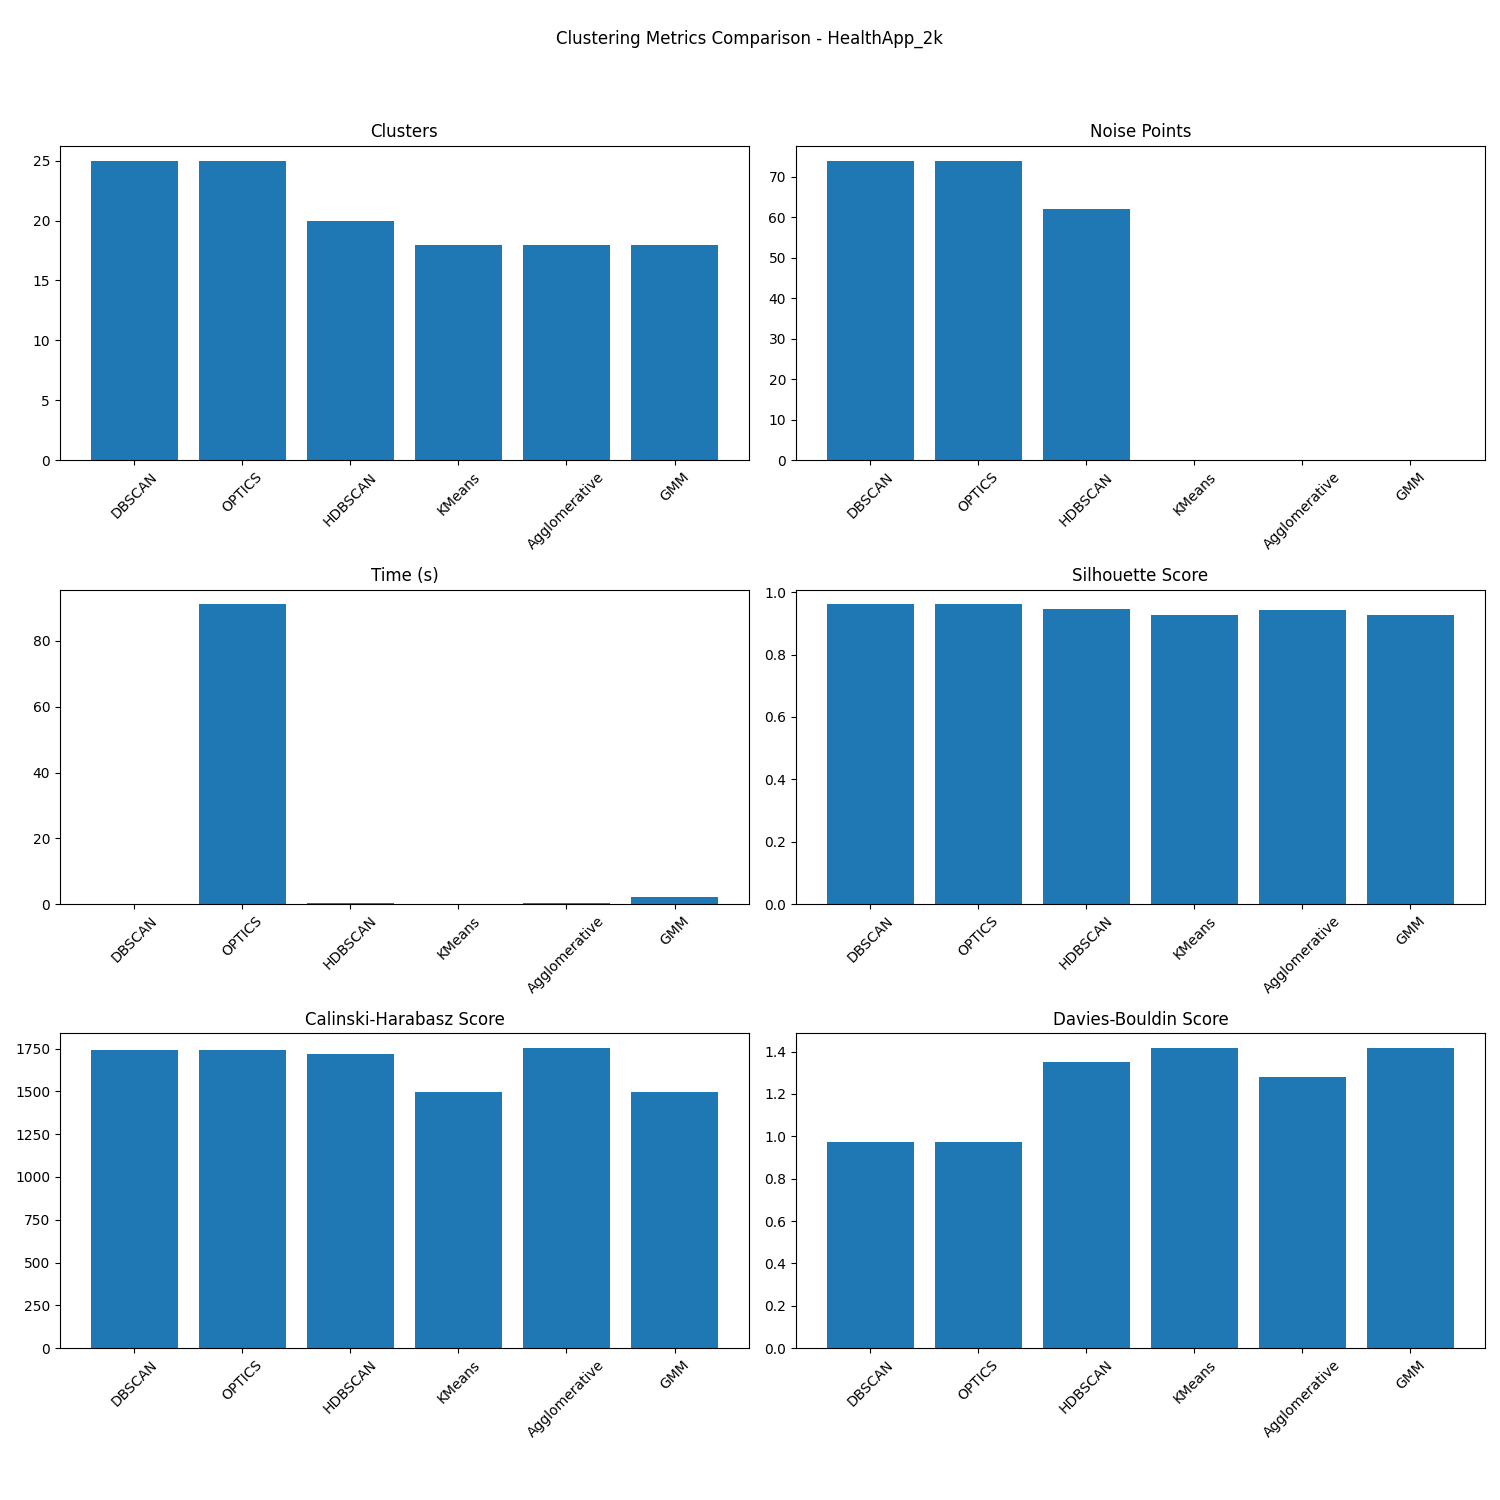 Clustering Metrics Comparison - HealthApp_2k
Clusters
25
20
15
10
5
0
DBSCAN
OPTICS
HDBSCAN
KMeans
Agglomerative
GMM
Noise Points
70
60
50
40
30
20
10
0
DBSCAN
OPTICS
HDBSCAN
KMeans
Agglomerative
GMM
Time (s)
80
60
40
20
0
DBSCAN
OPTICS
HDBSCAN
KMeans
Agglomerative
GMM
Silhouette Score
1.0
0.8
0.6
0.4
0.2
0.0
DBSCAN
OPTICS
HDBSCAN
KMeans
Agglomerative
GMM
Calinski-Harabasz Score
1750
1500
1250
1000
750
500
250
0
DBSCAN
OPTICS
HDBSCAN
KMeans
Agglomerative
GMM
Davies-Bouldin Score
1.4
1.2
1.0
0.8
0.6
0.4
0.2
0.0
DBSCAN
OPTICS
HDBSCAN
KMeans
Agglomerative
GMM